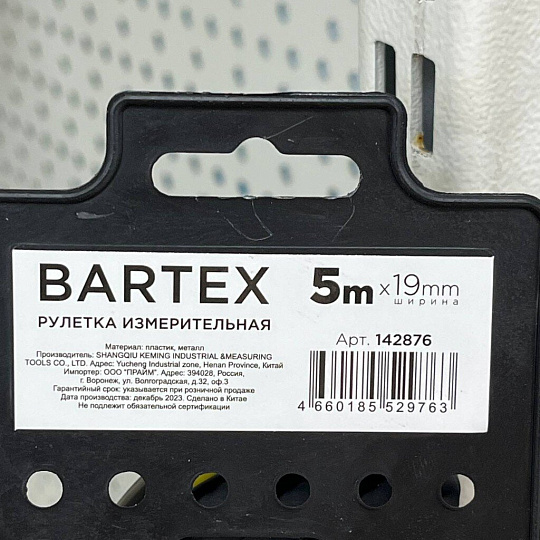 BARTEX
5m x 19mm
ширина
РУЛЕТКА ИЗМЕРИТЕЛЬНАЯ
Арт. 142876
Материал: пластик, металл
Производитель: SHANGQIU KEMING INDUSTRIAL &MEASURING
TOOLS CO., LTD. Адрес: Yucheng Industrial zone, Henan Province, Китай
Импортер: ООО "ПРАЙМ". Адрес: 394028, Россия,
г. Воронеж, ул. Волгоградская, д.32, оф.3
Гарантийный срок: указывается при розничной продаже
Дата производства: декабрь 2023. Сделано в Китае
Не подлежит обязательной сертификации
4 660185 529763